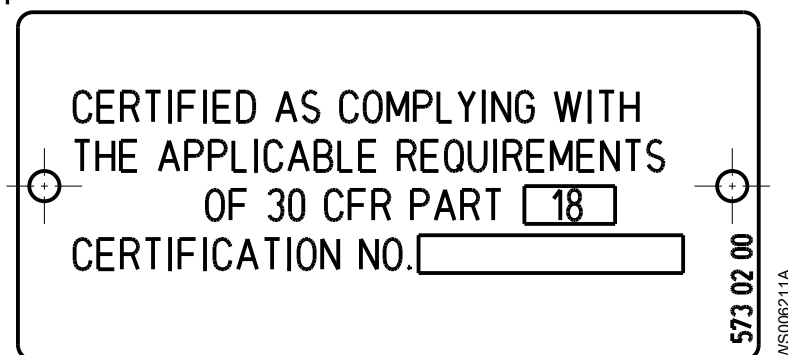 CERTIFIED AS COMPLYING WITH
THE APPLICABLE REQUIREMENTS
OF 30 CFR PART 18
CERTIFICATION NO.
573 02 00
WS006211A